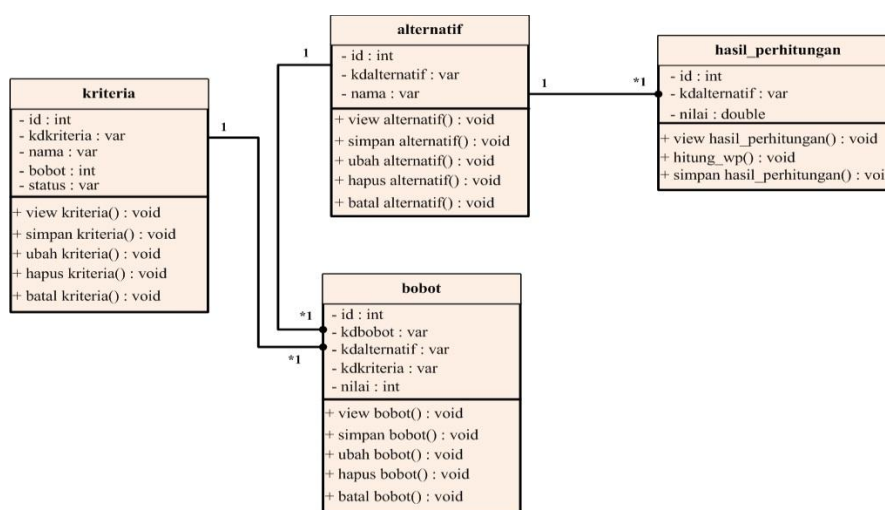 kriteria
- id : int
- kdkriteria : var
- nama : var
- bobot : int
- status : var
+ view kriteria() : void
+ simpan kriteria() : void
+ ubah kriteria() : void
+ hapus kriteria() : void
+ batal kriteria() : void
1
1
alternatif
- id : int
- kdalternatif : var
- nama : var
+ view alternatif() : void
+ simpan alternatif() : void
+ ubah alternatif() : void
+ hapus alternatif() : void
+ batal alternatif() : void
1
*1
hasil_perhitungan
- id : int
- kdalternatif : var
- nilai : double
+ view hasil_perhitungan() : void
+ hitung_wp() : void
+ simpan hasil_perhitungan() : voi
*1
*1
bobot
- id : int
- kdbobot : var
- kdalternatif : var
- kdkriteria : var
- nilai : int
+ view bobot() : void
+ simpan bobot() : void
+ ubah bobot() : void
+ hapus bobot() : void
+ batal bobot() : void